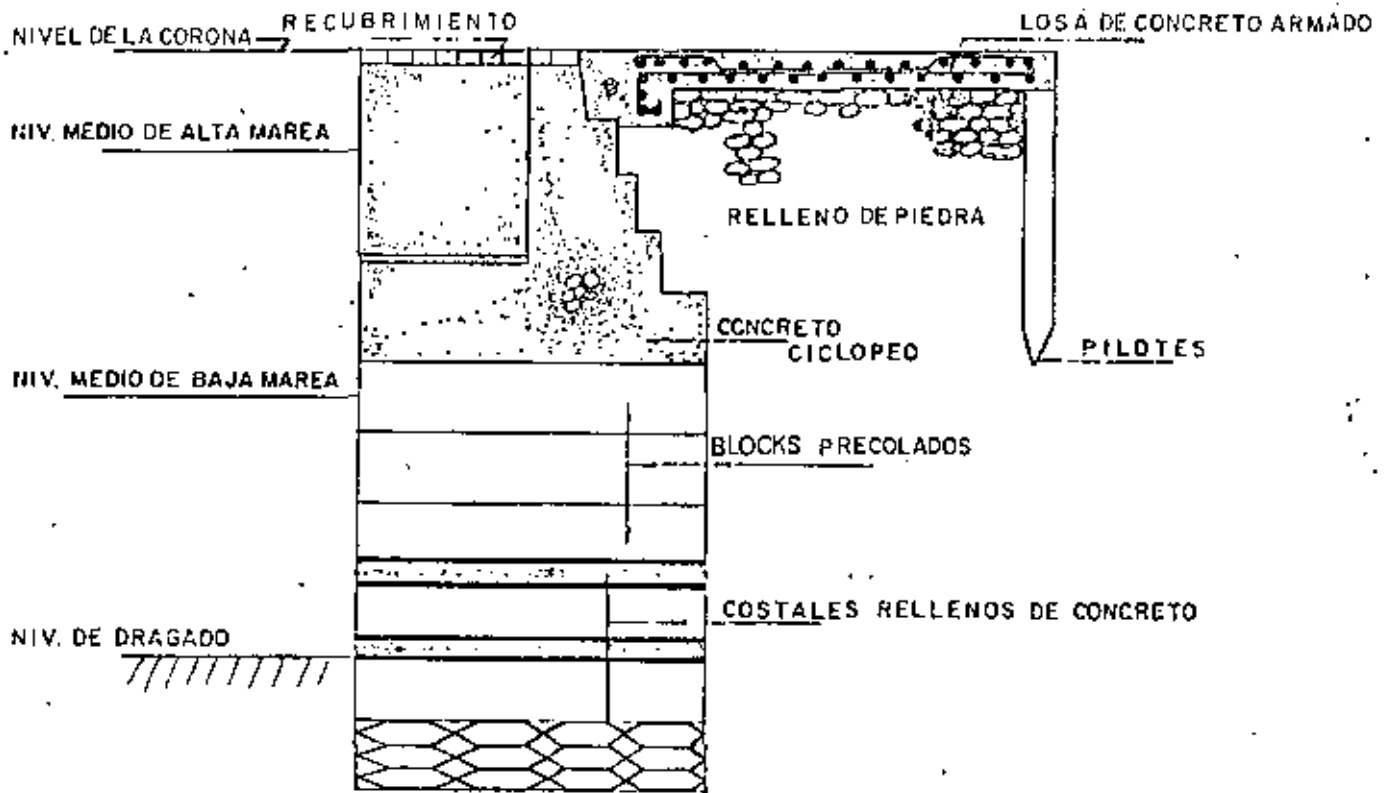 NIVEL DE LA CORONA
RECUBRIMIENTO
LOSA DE CONCRETO ARMADO
NIV. MEDIO DE ALTA MAREA
RELLENO DE PIEDRA
CONCRETO
CICLOPEO
PILOTES
NIV. MEDIO DE BAJA MAREA
BLOCKS PRECOLADOS
COSTALES RELLENOS DE CONCRETO
NIV. DE DRAGADO